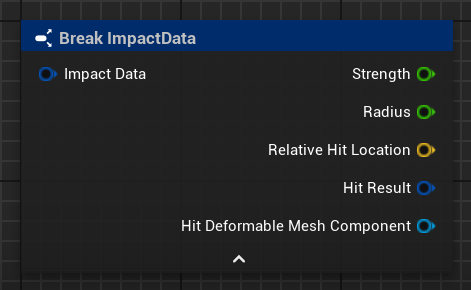 Break ImpactData
Impact Data
Strength
Radius
Relative Hit Location
Hit Result
Hit Deformable Mesh Component